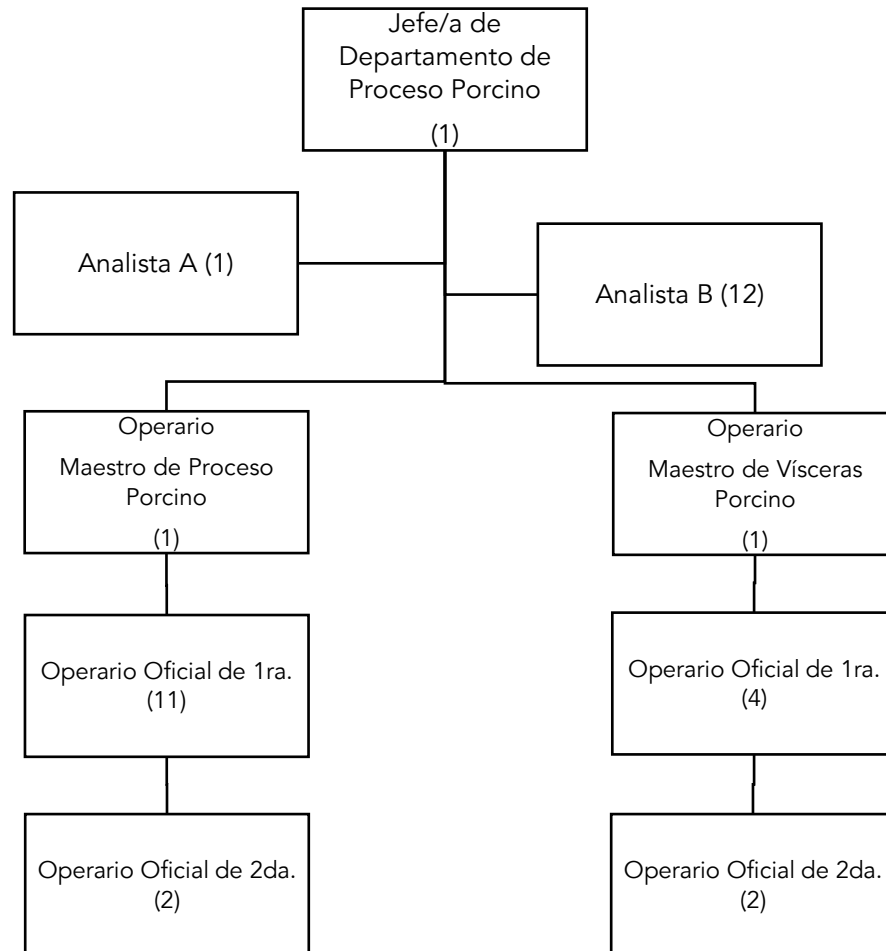 Jefe/a de
Departamento de
Proceso Porcino
(1)
Analista A (1)
Analista B (12)
Operario
Maestro de Proceso
Porcino
(1)
Operario
Maestro de Vísceras
Porcino
(1)
Operario Oficial de 1ra.
(11)
Operario Oficial de 1ra.
(4)
Operario Oficial de 2da.
(2)
Operario Oficial de 2da.
(2)